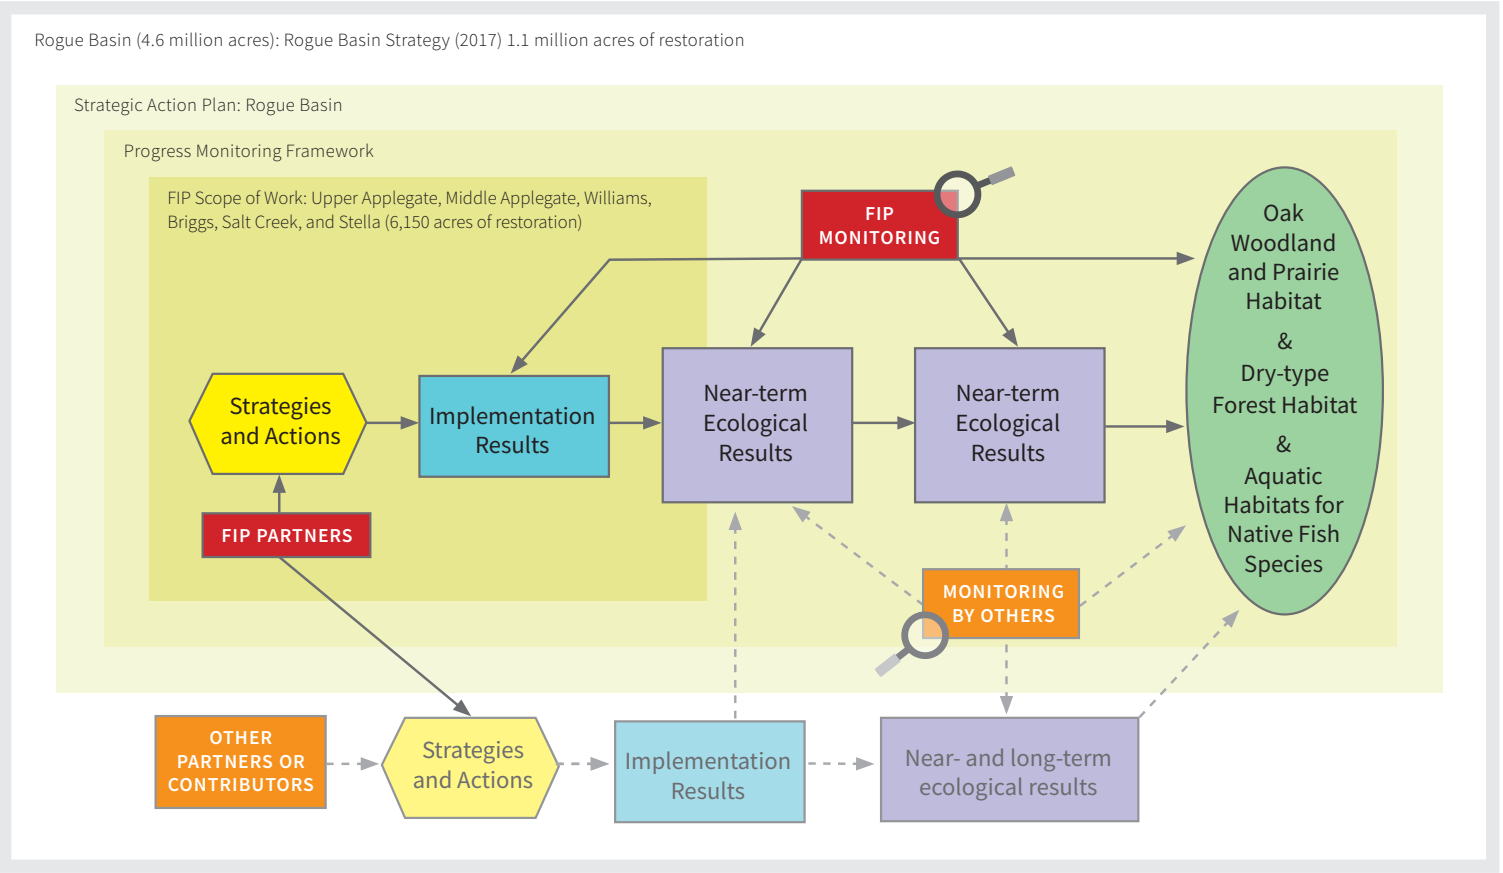 Rogue Basin (4.6 million acres): Rogue Basin Strategy (2017) 1.1 million acres of restoration
Strategic Action Plan: Rogue Basin
Progress Monitoring Framework
FIP Scope of Work: Upper Applegate, Middle Applegate, Williams,
Briggs, Salt Creek, and Stella (6,150 acres of restoration)
FIP
MONITORING
Strategies
and Actions
Implementation
Results
Near-term
Ecological
Results
Near-term
Ecological
Results
Oak
Woodland
and Prairie
Habitat
&
Dry-type
Forest Habitat
&
Aquatic
Habitats for
Native Fish
Species
FIP PARTNERS
MONITORING
BY OTHERS
OTHER
PARTNERS OR
CONTRIBUTORS
Strategies
and Actions
Implementation
Results
Near- and long-term
ecological results